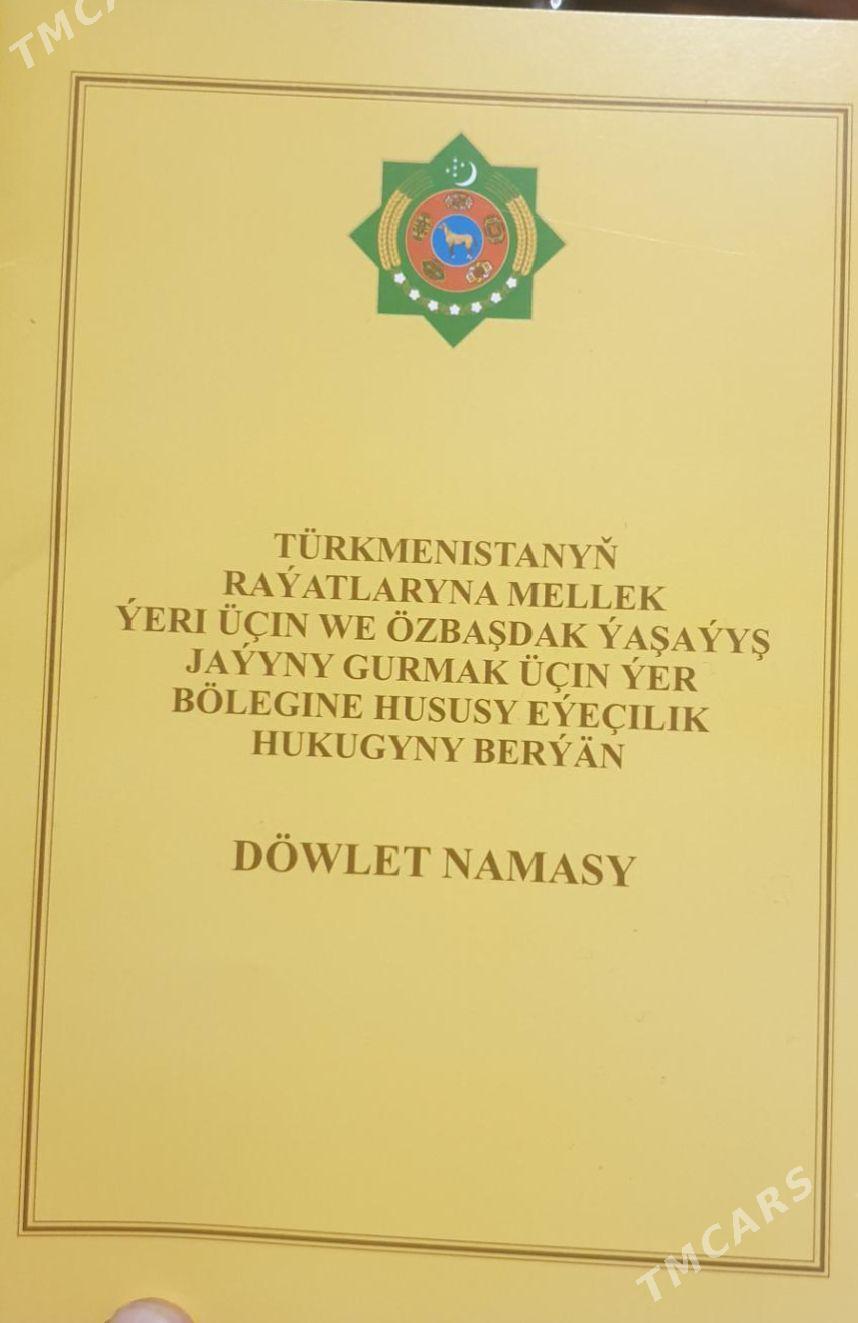 TMCA
TÜRKMENISTANYŇ
RAÝATLARYNA MELLEK
ÝERI ÜÇIN WE ÖZBAŞDAK ÝAŞAÝYŞ
JAÝYNY GURMAK ÜÇIN ÝER
BÖLEGINE HUSUSY EÝEÇILIK
HUKUGYNY BERÝÄN
DÖWLET NAMASY
TMCARS